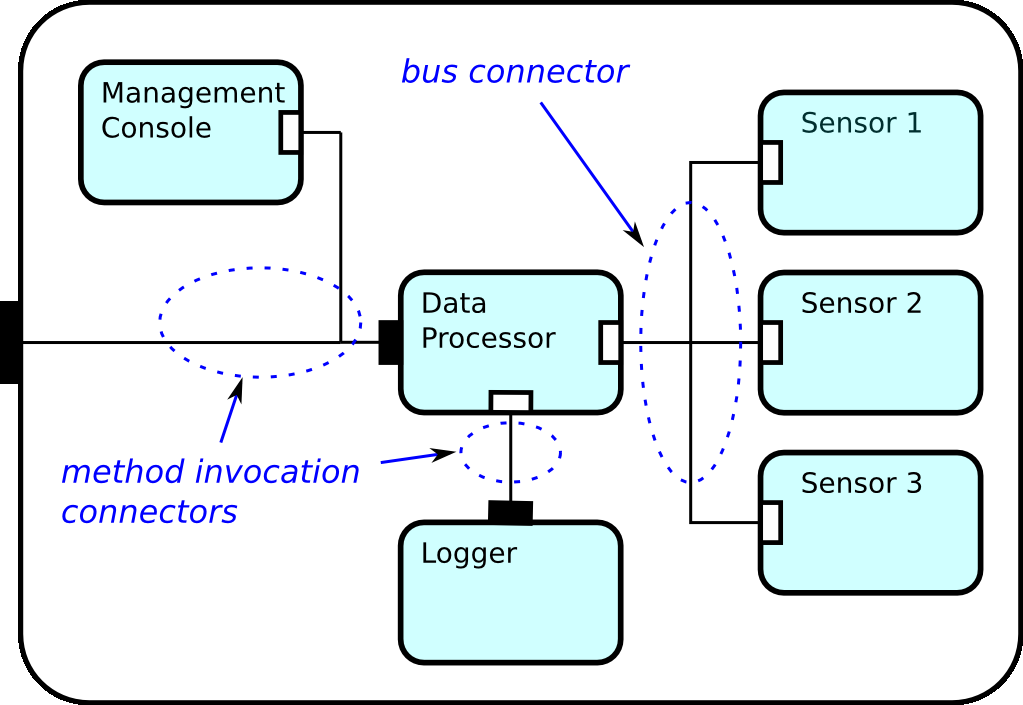 bus connector
Management
Console
Sensor 1
Data
Processor
Sensor 2
method invocation
connectors
Sensor 3
Logger